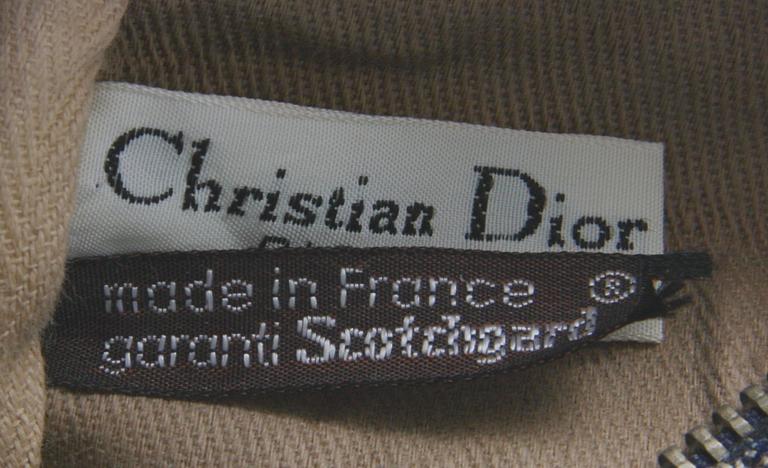 Christian Dior
made in France ®
garanti Scotchgard